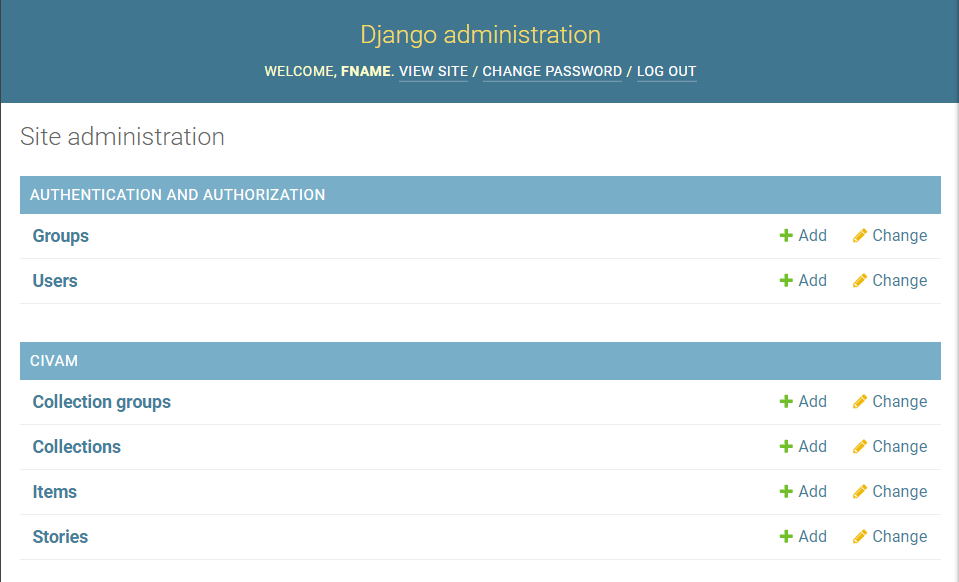 Django administration
WELCOME, FNAME. VIEW SITE / CHANGE PASSWORD / LOG OUT
Site administration
AUTHENTICATION AND AUTHORIZATION
Groups Add Change
Users Add Change
CIVAM
Collection groups Add Change
Collections Add Change
Items Add Change
Stories Add Change